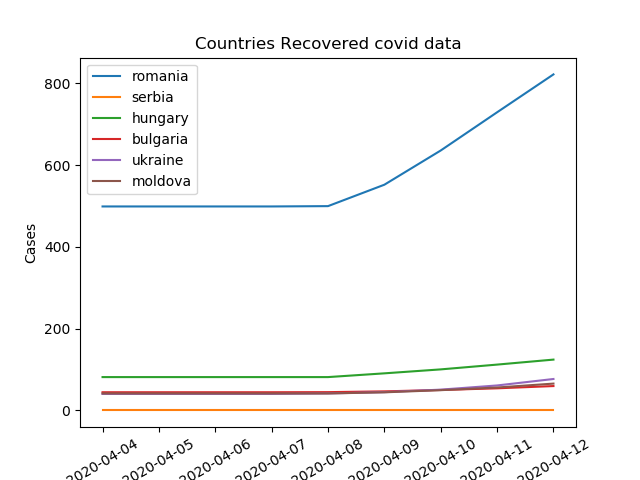 Countries Recovered covid data
romania
serbia
hungary
bulgaria
ukraine
moldova
Cases
800
600
400
200
0
2020-04-04
2020-04-05
2020-04-06
2020-04-07
2020-04-08
2020-04-09
2020-04-10
2020-04-11
2020-04-12